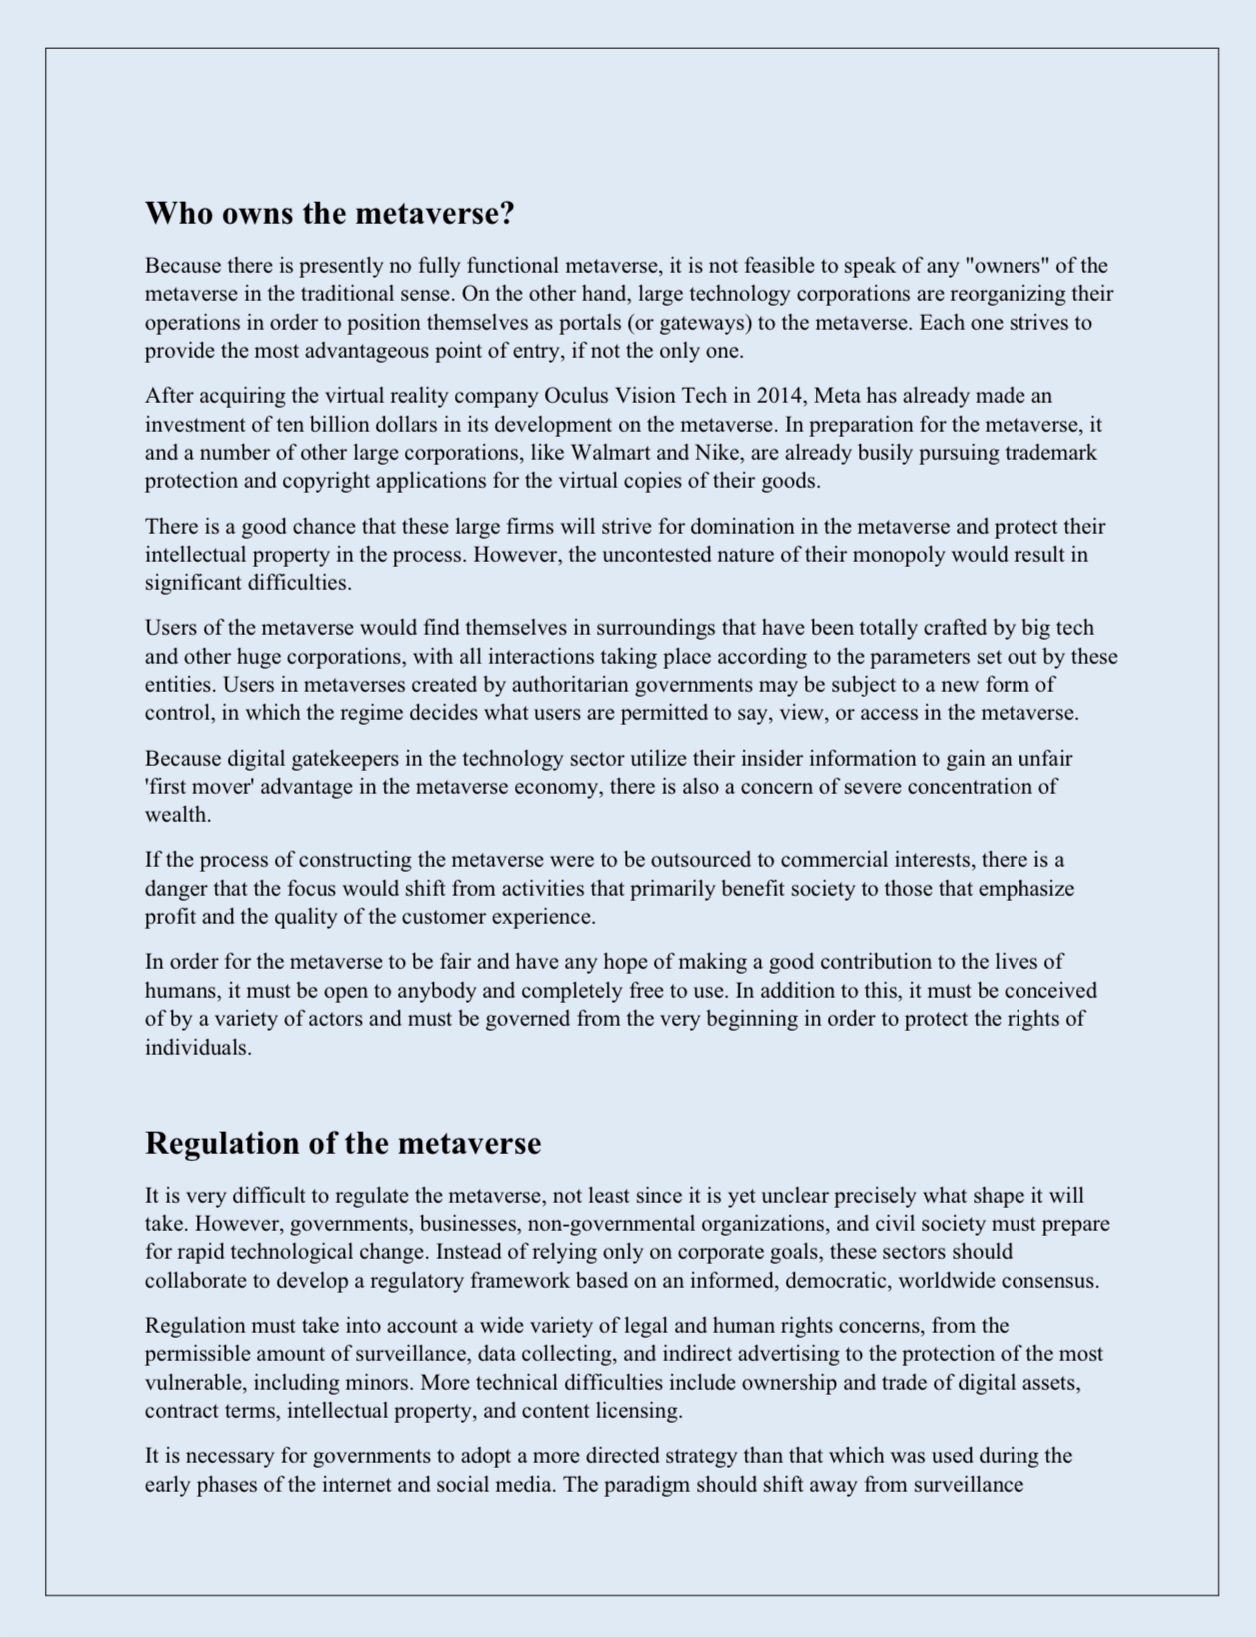 Who owns the metaverse?
Because there is presently no fully functional metaverse, it is not feasible to speak of any "owners" of the
metaverse in the traditional sense. On the other hand, large technology corporations are reorganizing their
operations in order to position themselves as portals (or gateways) to the metaverse. Each one strives to
provide the most advantageous point of entry, if not the only one.
After acquiring the virtual reality company Oculus Vision Tech in 2014, Meta has already made an
investment of ten billion dollars in its development on the metaverse. In preparation for the metaverse, it
and a number of other large corporations, like Walmart and Nike, are already busily pursuing trademark
protection and copyright applications for the virtual copies of their goods.
There is a good chance that these large firms will strive for domination in the metaverse and protect their
intellectual property in the process. However, the uncontested nature of their monopoly would result in
significant difficulties.
Users of the metaverse would find themselves in surroundings that have been totally crafted by big tech
and other huge corporations, with all interactions taking place according to the parameters set out by these
entities. Users in metaverses created by authoritarian governments may be subject to a new form of
control, in which the regime decides what users are permitted to say, view, or access in the metaverse.
Because digital gatekeepers in the technology sector utilize their insider information to gain an unfair
'first mover' advantage in the metaverse economy, there is also a concern of severe concentration of
wealth.
If the process of constructing the metaverse were to be outsourced to commercial interests, there is a
danger that the focus would shift from activities that primarily benefit society to those that emphasize
profit and the quality of the customer experience.
In order for the metaverse to be fair and have any hope of making a good contribution to the lives of
humans, it must be open to anybody and completely free to use. In addition to this, it must be conceived
of by a variety of actors and must be governed from the very beginning in order to protect the rights of
individuals.
Regulation of the metaverse
It is very difficult to regulate the metaverse, not least since it is yet unclear precisely what shape it will
take. However, governments, businesses, non-governmental organizations, and civil society must prepare
for rapid technological change. Instead of relying only on corporate goals, these sectors should
collaborate to develop a regulatory framework based on an informed, democratic, worldwide consensus.
Regulation must take into account a wide variety of legal and human rights concerns, from the
permissible amount of surveillance, data collecting, and indirect advertising to the protection of the most
vulnerable, including minors. More technical difficulties include ownership and trade of digital assets,
contract terms, intellectual property, and content licensing.
It is necessary for governments to adopt a more directed strategy than that which was used during the
early phases of the internet and social media. The paradigm should shift away from surveillance